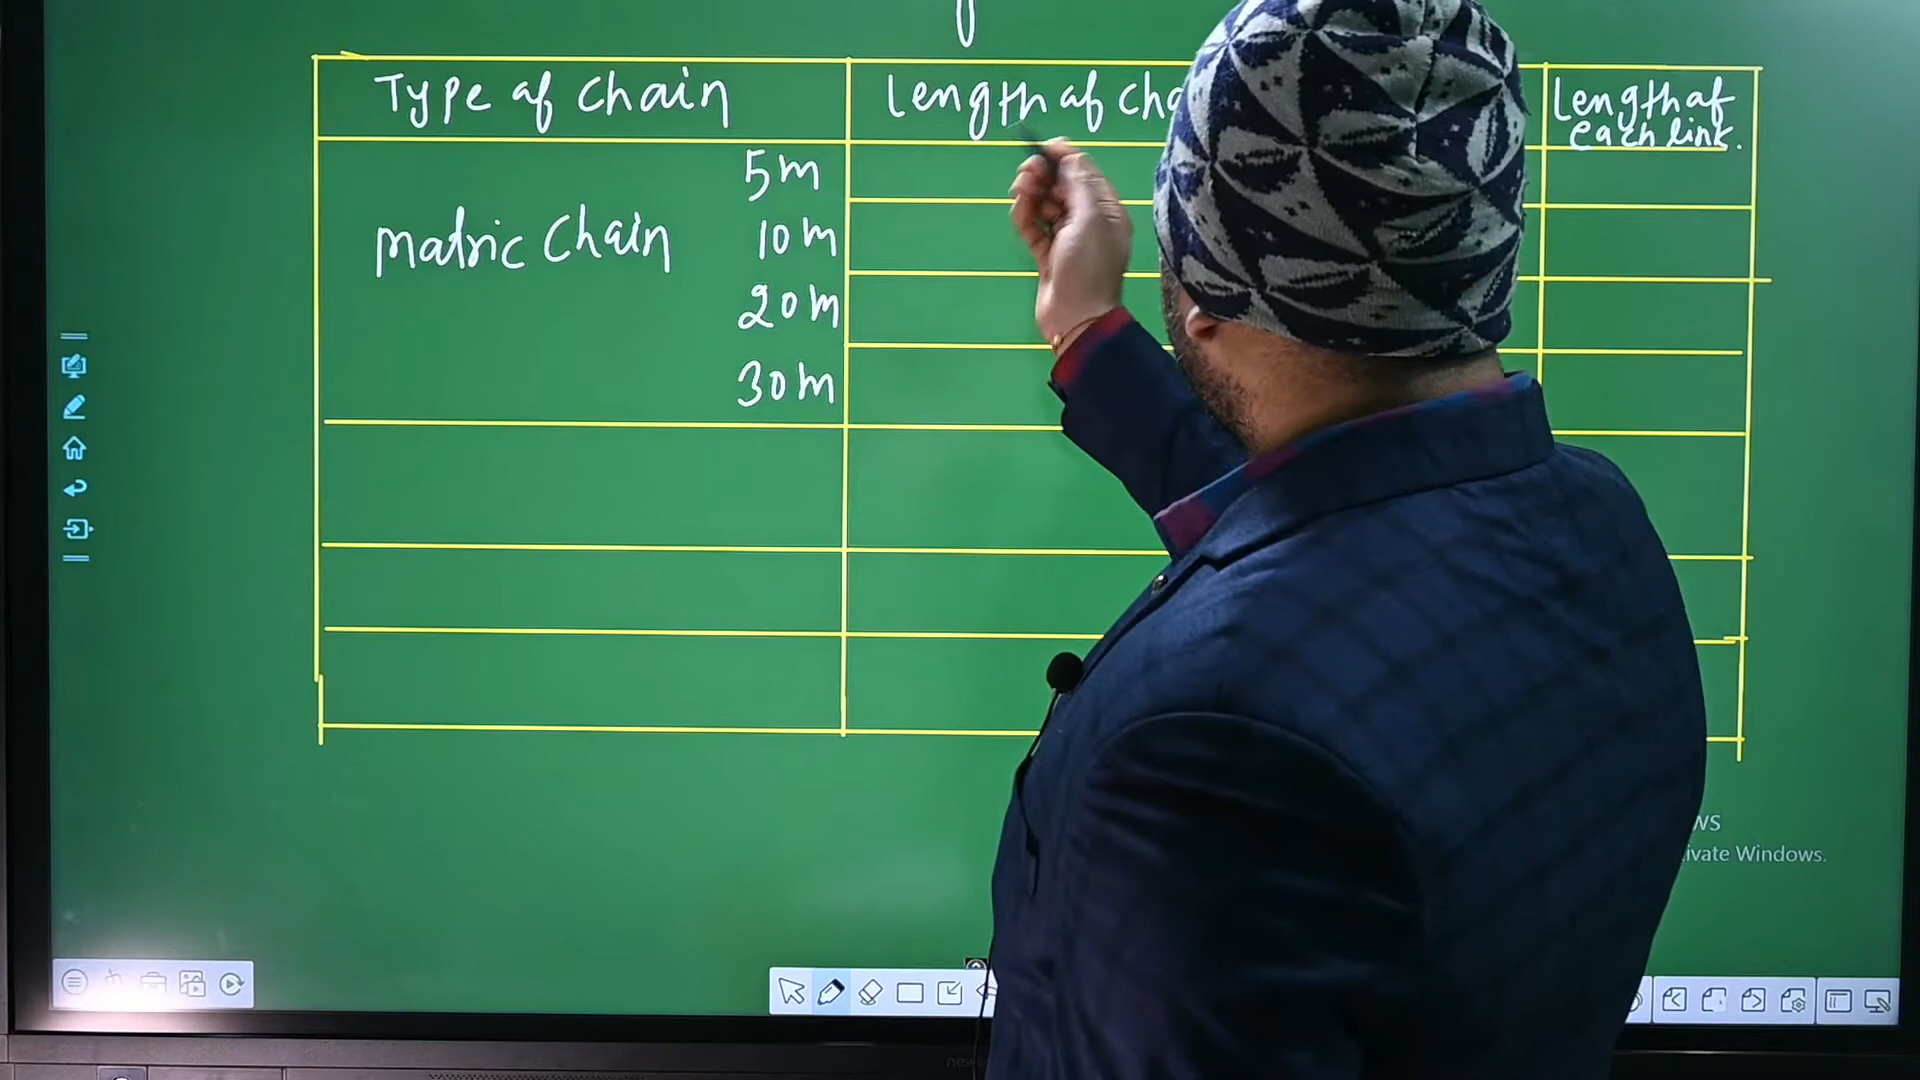 Type of Chain
Length of
Length of
each link.
Matric Chain
5m
10m
20m
30m
ivate Windows.